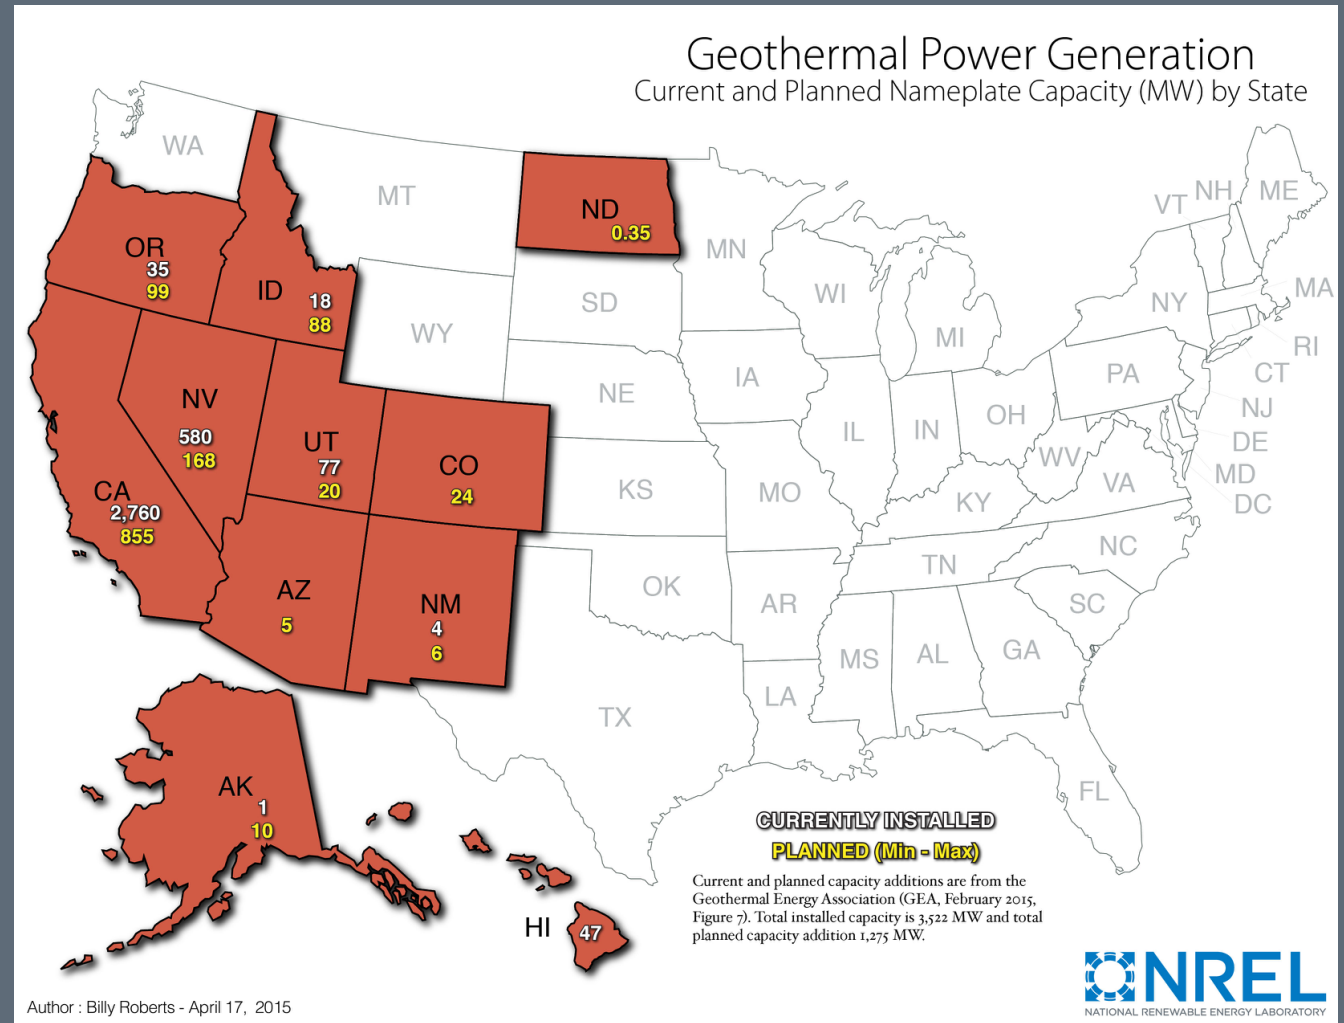 Geothermal Power Generation
Current and Planned Nameplate Capacity (MW) by State
WA
MT
ND
0.35
MN
VT
NH
ME
OR
35
99
ID
18
88
WY
SD
WI
MI
NY
MA
RI
CT
NJ
DE
MD
DC
NV
580
168
UT
77
20
CO
24
NE
IA
IL
IN
OH
PA
WV
VA
CA
2,760
855
KS
MO
KY
AZ
5
NM
4
6
OK
AR
TN
NC
SC
TX
LA
MS
AL
GA
FL
AK
1
10
HI
47
CURRENTLY INSTALLED
PLANNED (Min - Max)
Current and planned capacity additions are from the
Geothermal Energy Association (GEA, February 2015,
Figure 7). Total installed capacity is 3,522 MW and total
planned capacity addition 1,275 MW.
NREL
NATIONAL RENEWABLE ENERGY LABORATORY
Author : Billy Roberts - April 17, 2015